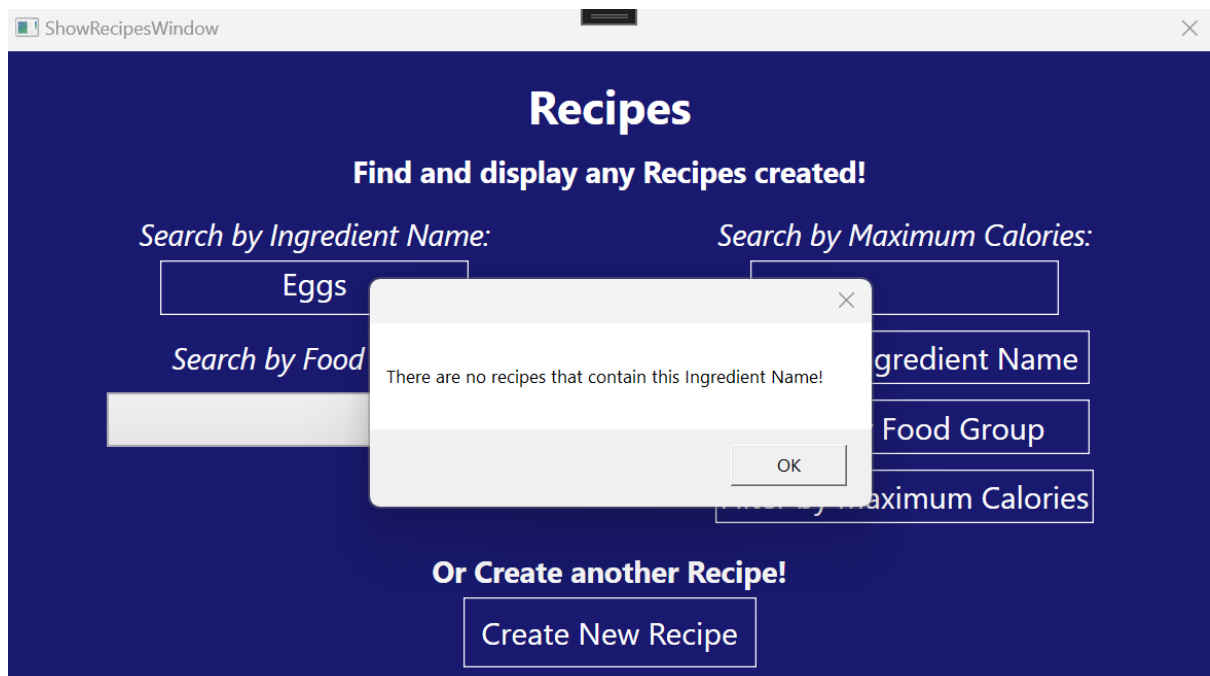 ShowRecipesWindow
Recipes
Find and display any Recipes created!
Search by Ingredient Name:
Search by Maximum Calories:
Eggs
Search by Food
There are no recipes that contain this Ingredient Name!
OK
Name
Food Group
Calories
Or Create another Recipe!
Create New Recipe